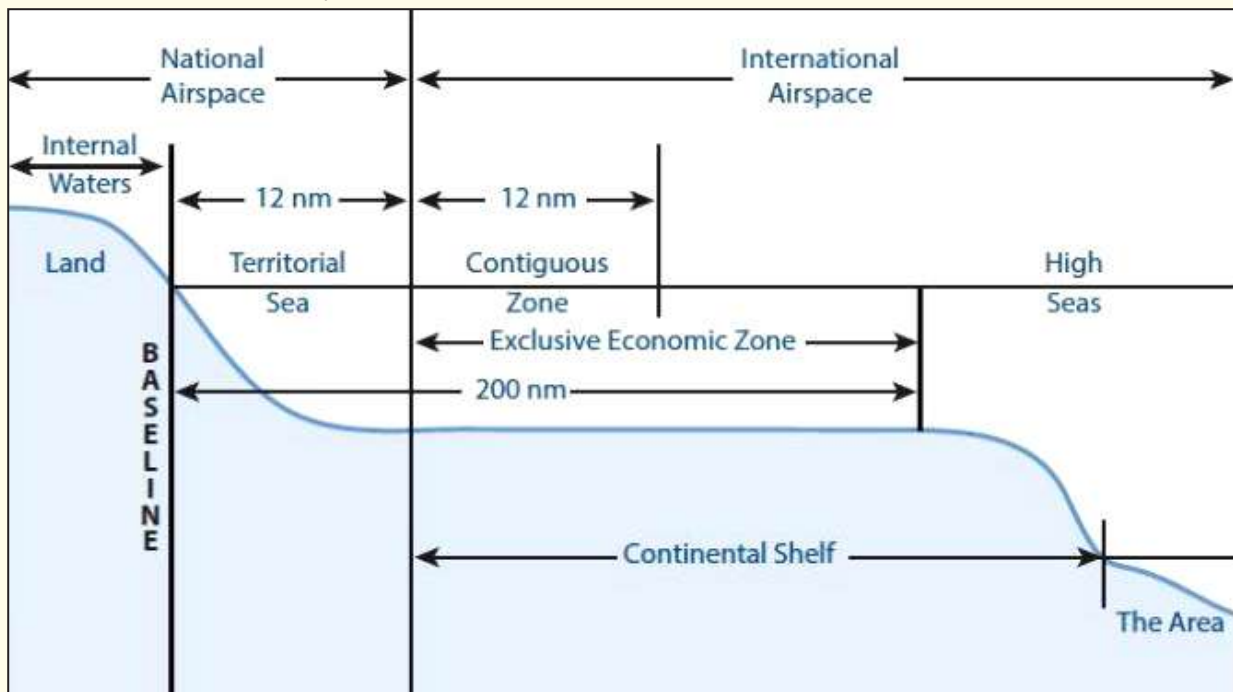 National
Airspace
International
Airspace
Internal
Waters
12 nm
12 nm
Land
Territorial
Sea
Contiguous
Zone
High
Seas
Exclusive Economic Zone
200 nm
BASELINE
Continental Shelf
The Area